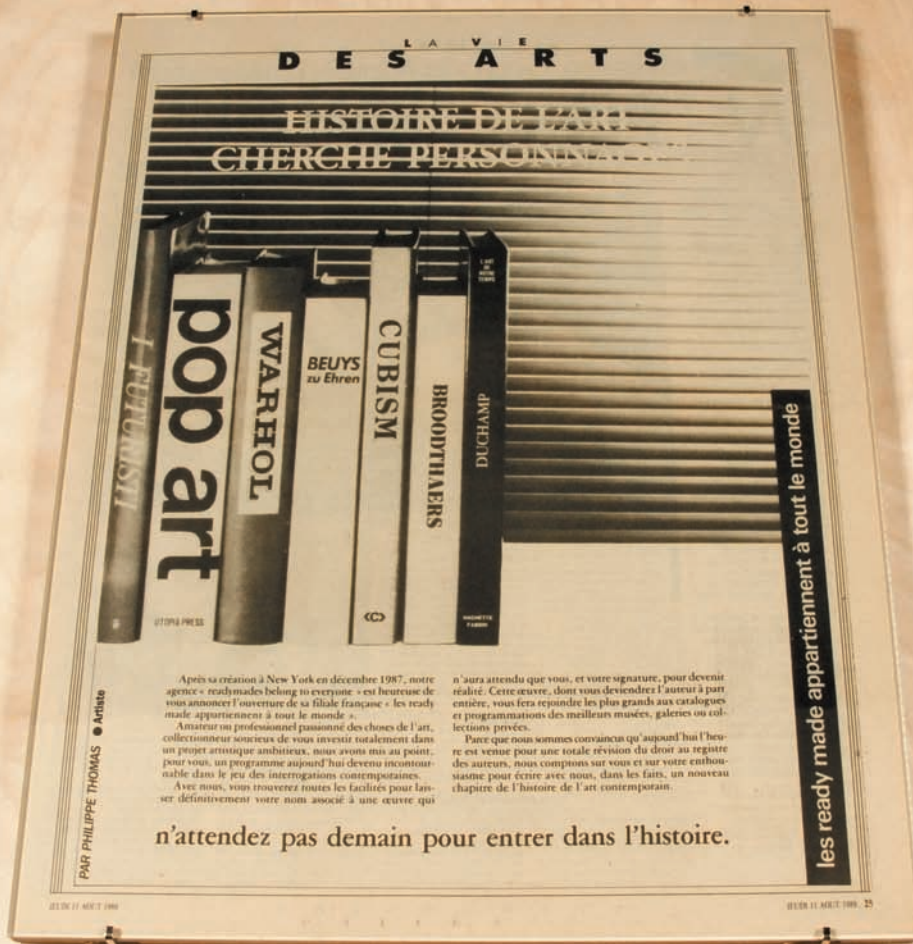 LA VIE
DES ARTS
HISTOIRE DE L'ART
CHERCHE PERSONNAGES
I FUTURISTI
pop art
UTOPIA PRESS
WARHOL
BEUYS
zu Ehren
CUBISM
BROODTHAERS
L'ART
DE
NOTRE
TEMPS
DUCHAMP
HACHETTE
FABBRI
les ready made appartiennent à tout le monde
PAR PHILIPPE THOMAS ● Artiste
Après sa création à New York en décembre 1987, notre
agence « readymades belong to everyone » est heureuse de
vous annoncer l'ouverture de sa filiale française « les ready
made appartiennent à tout le monde ».
Amateur ou professionnel passionné des choses de l'art,
collectionneur soucieux de vous investir totalement dans
un projet artistique ambitieux, nous avons mis au point,
pour vous, un programme aujourd'hui devenu incontour-
nable dans le jeu des interrogations contemporaines.
Avec nous, vous trouverez toutes les facilités pour lais-
ser définitivement votre nom associé à une œuvre qui
n'aura attendu que vous, et votre signature, pour devenir
réalité. Cette œuvre, dont vous deviendrez l'auteur à part
entière, vous fera rejoindre les plus grands aux catalogues
et programmations des meilleurs musées, galeries ou col-
lections privées.
Parce que nous sommes convaincus qu'aujourd'hui l'heu-
re est venue pour une totale révision du droit au registre
des auteurs, nous comptons sur vous et sur votre enthou-
siasme pour écrire avec nous, dans les faits, un nouveau
chapitre de l'histoire de l'art contemporain.
n'attendez pas demain pour entrer dans l'histoire.
JEUDI 11 AOUT 1988
JEUDI 11 AOUT 1988 25